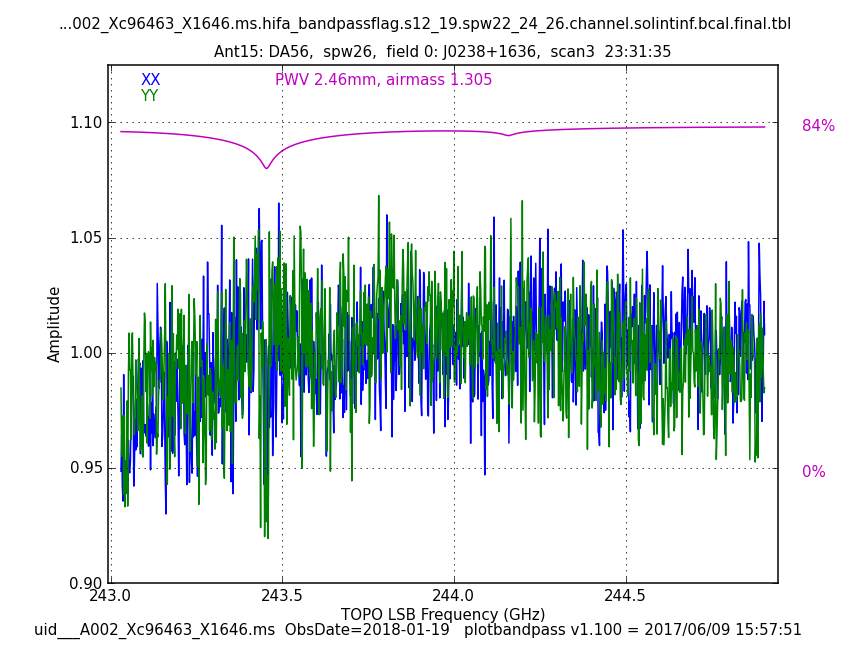 ...002_Xc96463_X1646.ms.hifa_bandpassflag.s12_19.spw22_24_26.channel.solintinf.bcal.final.tbl
Ant15: DA56, spw26, field 0: J0238+1636, scan3 23:31:35
XX
PWV 2.46mm, airmass 1.305
YY
1.10
84%
1.05
Amplitude
1.00
0.95
0%
0.90
243.0 243.5 244.0 244.5
TOPO LSB Frequency (GHz)
uid___A002_Xc96463_X1646.ms ObsDate=2018-01-19 plotbandpass v1.100 = 2017/06/09 15:57:51